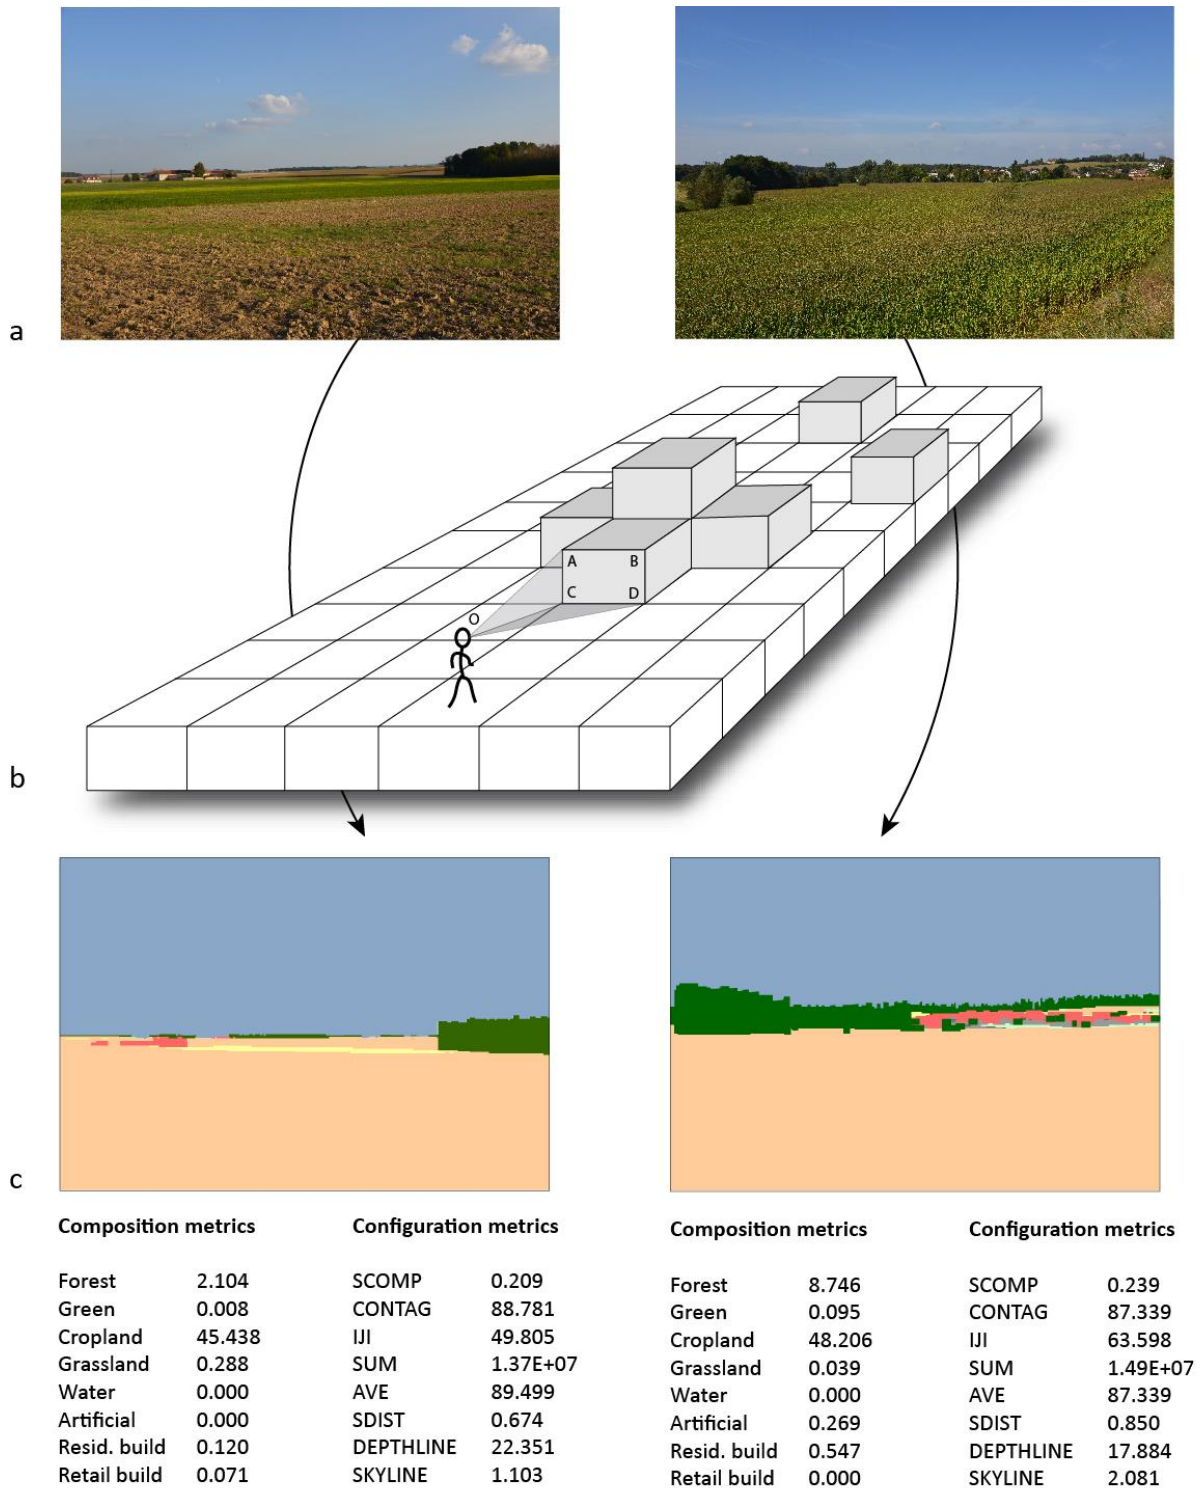 a
A B
C D
O
b
c
Composition metrics Configuration metrics
Forest 2.104 SCOMP 0.209
Green 0.008 CONTAG 88.781
Cropland 45.438 IJI 49.805
Grassland 0.288 SUM 1.37E+07
Water 0.000 AVE 89.499
Artificial 0.000 SDIST 0.674
Resid. build 0.120 DEPTHLINE 22.351
Retail build 0.071 SKYLINE 1.103
Composition metrics Configuration metrics
Forest 8.746 SCOMP 0.239
Green 0.095 CONTAG 87.339
Cropland 48.206 IJI 63.598
Grassland 0.039 SUM 1.49E+07
Water 0.000 AVE 87.339
Artificial 0.269 SDIST 0.850
Resid. build 0.547 DEPTHLINE 17.884
Retail build 0.000 SKYLINE 2.081